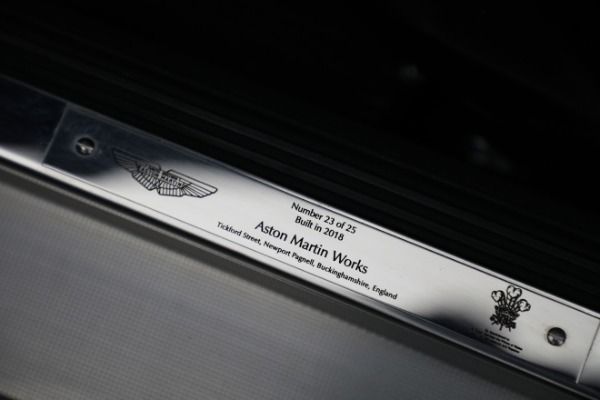 Number 23 of 25
Built in 2018
Aston Martin Works
Tickford Street, Newport Pagnell, Buckinghamshire, England